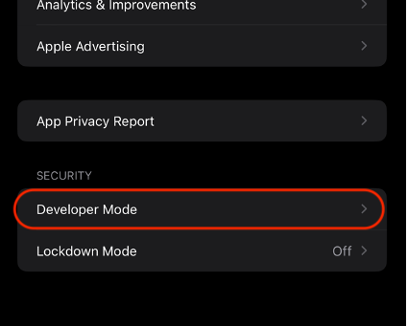 Analytics & Improvements
Apple Advertising
App Privacy Report
SECURITY
Developer Mode
Lockdown Mode Off